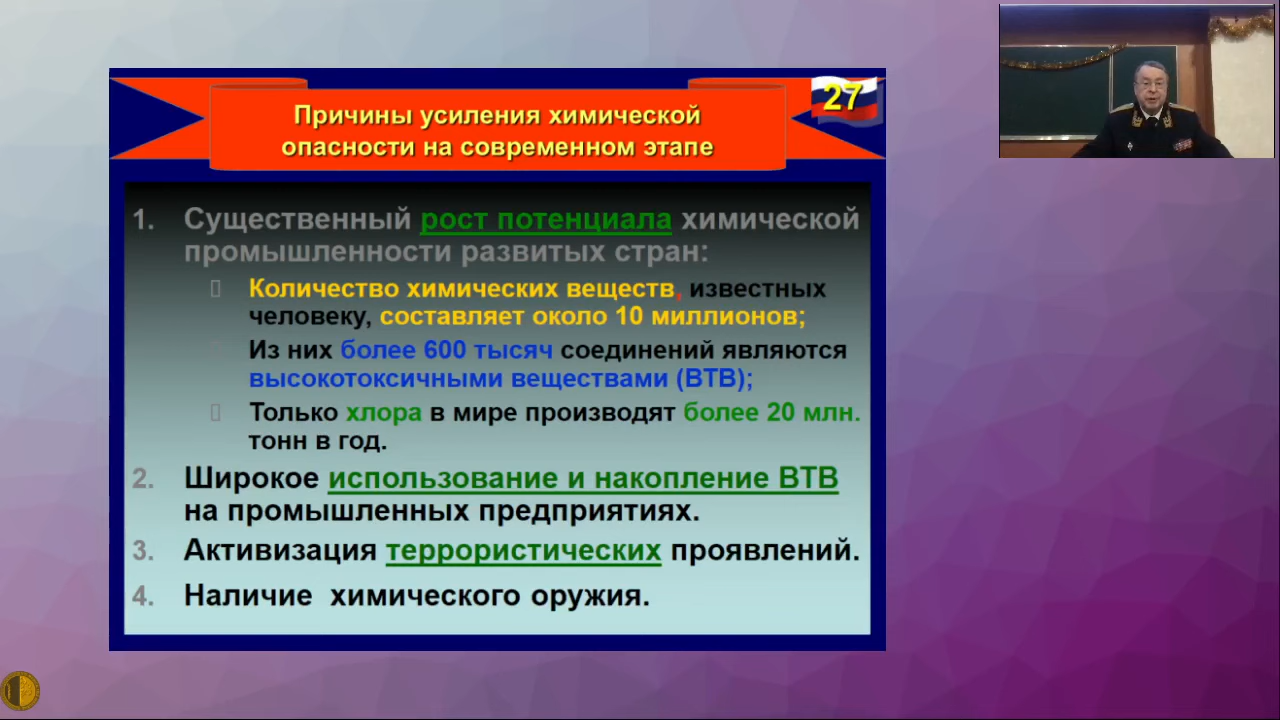 Причины усиления химической
опасности на современном этапе
27
1. Существенный рост потенциала химической
промышленности развитых стран:
Количество химических веществ, известных
человеку, составляет около 10 миллионов;
Из них более 600 тысяч соединений являются
высокотоксичными веществами (ВТВ);
Только хлора в мире производят более 20 млн.
тонн в год.
2. Широкое использование и накопление ВТВ
на промышленных предприятиях.
3. Активизация террористических проявлений.
4. Наличие химического оружия.